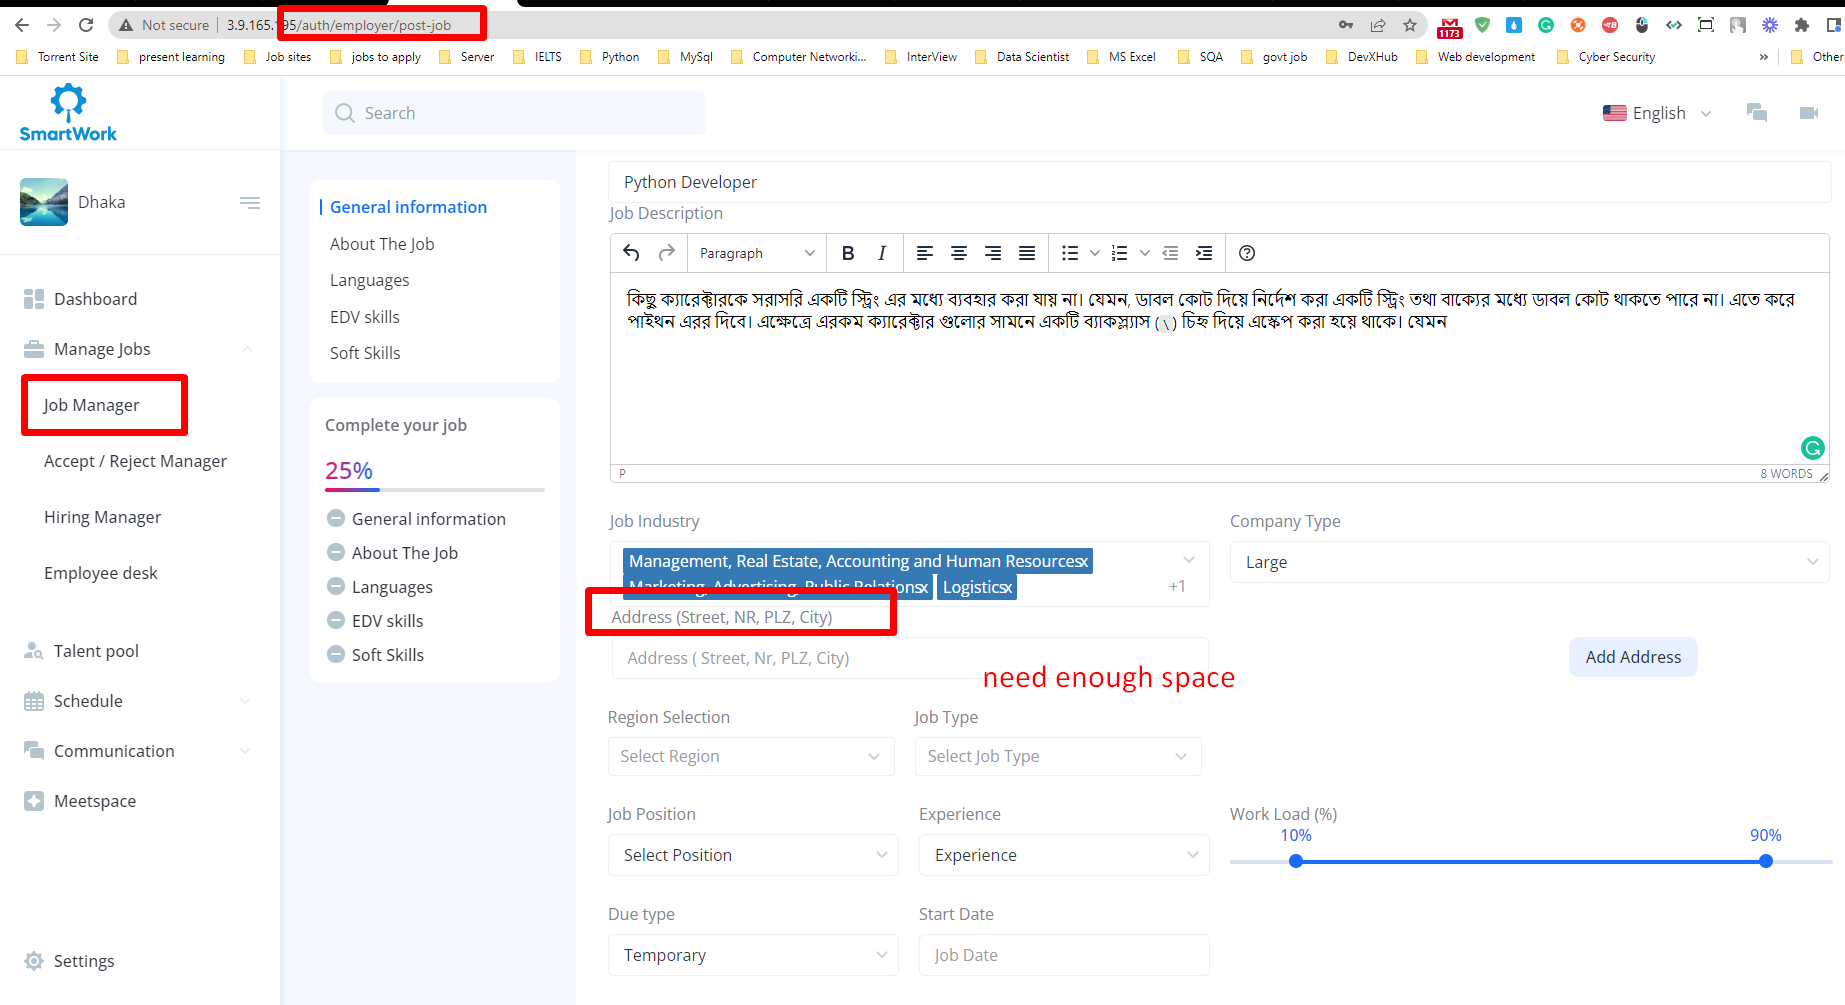 Not secure | 3.9.165.195/auth/employer/post-job
1173
Torrent Site present learning Job sites jobs to apply Server IELTS Python MySql Computer Networki... InterView Data Scientist MS Excel SQA govt job DevXHub Web development Cyber Security » Other
SmartWork
Search
English
Dhaka
Dashboard
Manage Jobs
Job Manager
Accept / Reject Manager
Hiring Manager
Employee desk
Talent pool
Schedule
Communication
Meetspace
Settings
General information
About The Job
Languages
EDV skills
Soft Skills
Complete your job
25%
General information
About The Job
Languages
EDV skills
Soft Skills
Python Developer
Job Description
Paragraph B I
কিছু ক্যারেক্টারকে সরাসরি একটি স্ট্রিং এর মধ্যে ব্যবহার করা যায় না। যেমন, ডাবল কোট দিয়ে নির্দেশ করা একটি স্ট্রিং তথা বাক্যের মধ্যে ডাবল কোট থাকতে পারে না। এতে করে
পাইথন এরর দিবে। এক্ষেত্রে এরকম ক্যারেক্টার গুলোর সামনে একটি ব্যাকস্ল্যাস (\) চিহ্ন দিয়ে এস্কেপ করা হয়ে থাকে। যেমন
P 8 WORDS
Job Industry Company Type
Management, Real Estate, Accounting and Human Resourcesx
Large
Marketing, Advertising, Public Relationsx Logisticsx +1
Address (Street, NR, PLZ, City)
Address ( Street, Nr, PLZ, City) Add Address
need enough space
Region Selection Job Type
Select Region Select Job Type
Job Position Experience Work Load (%)
10% 90%
Select Position Experience
Due type Start Date
Temporary Job Date